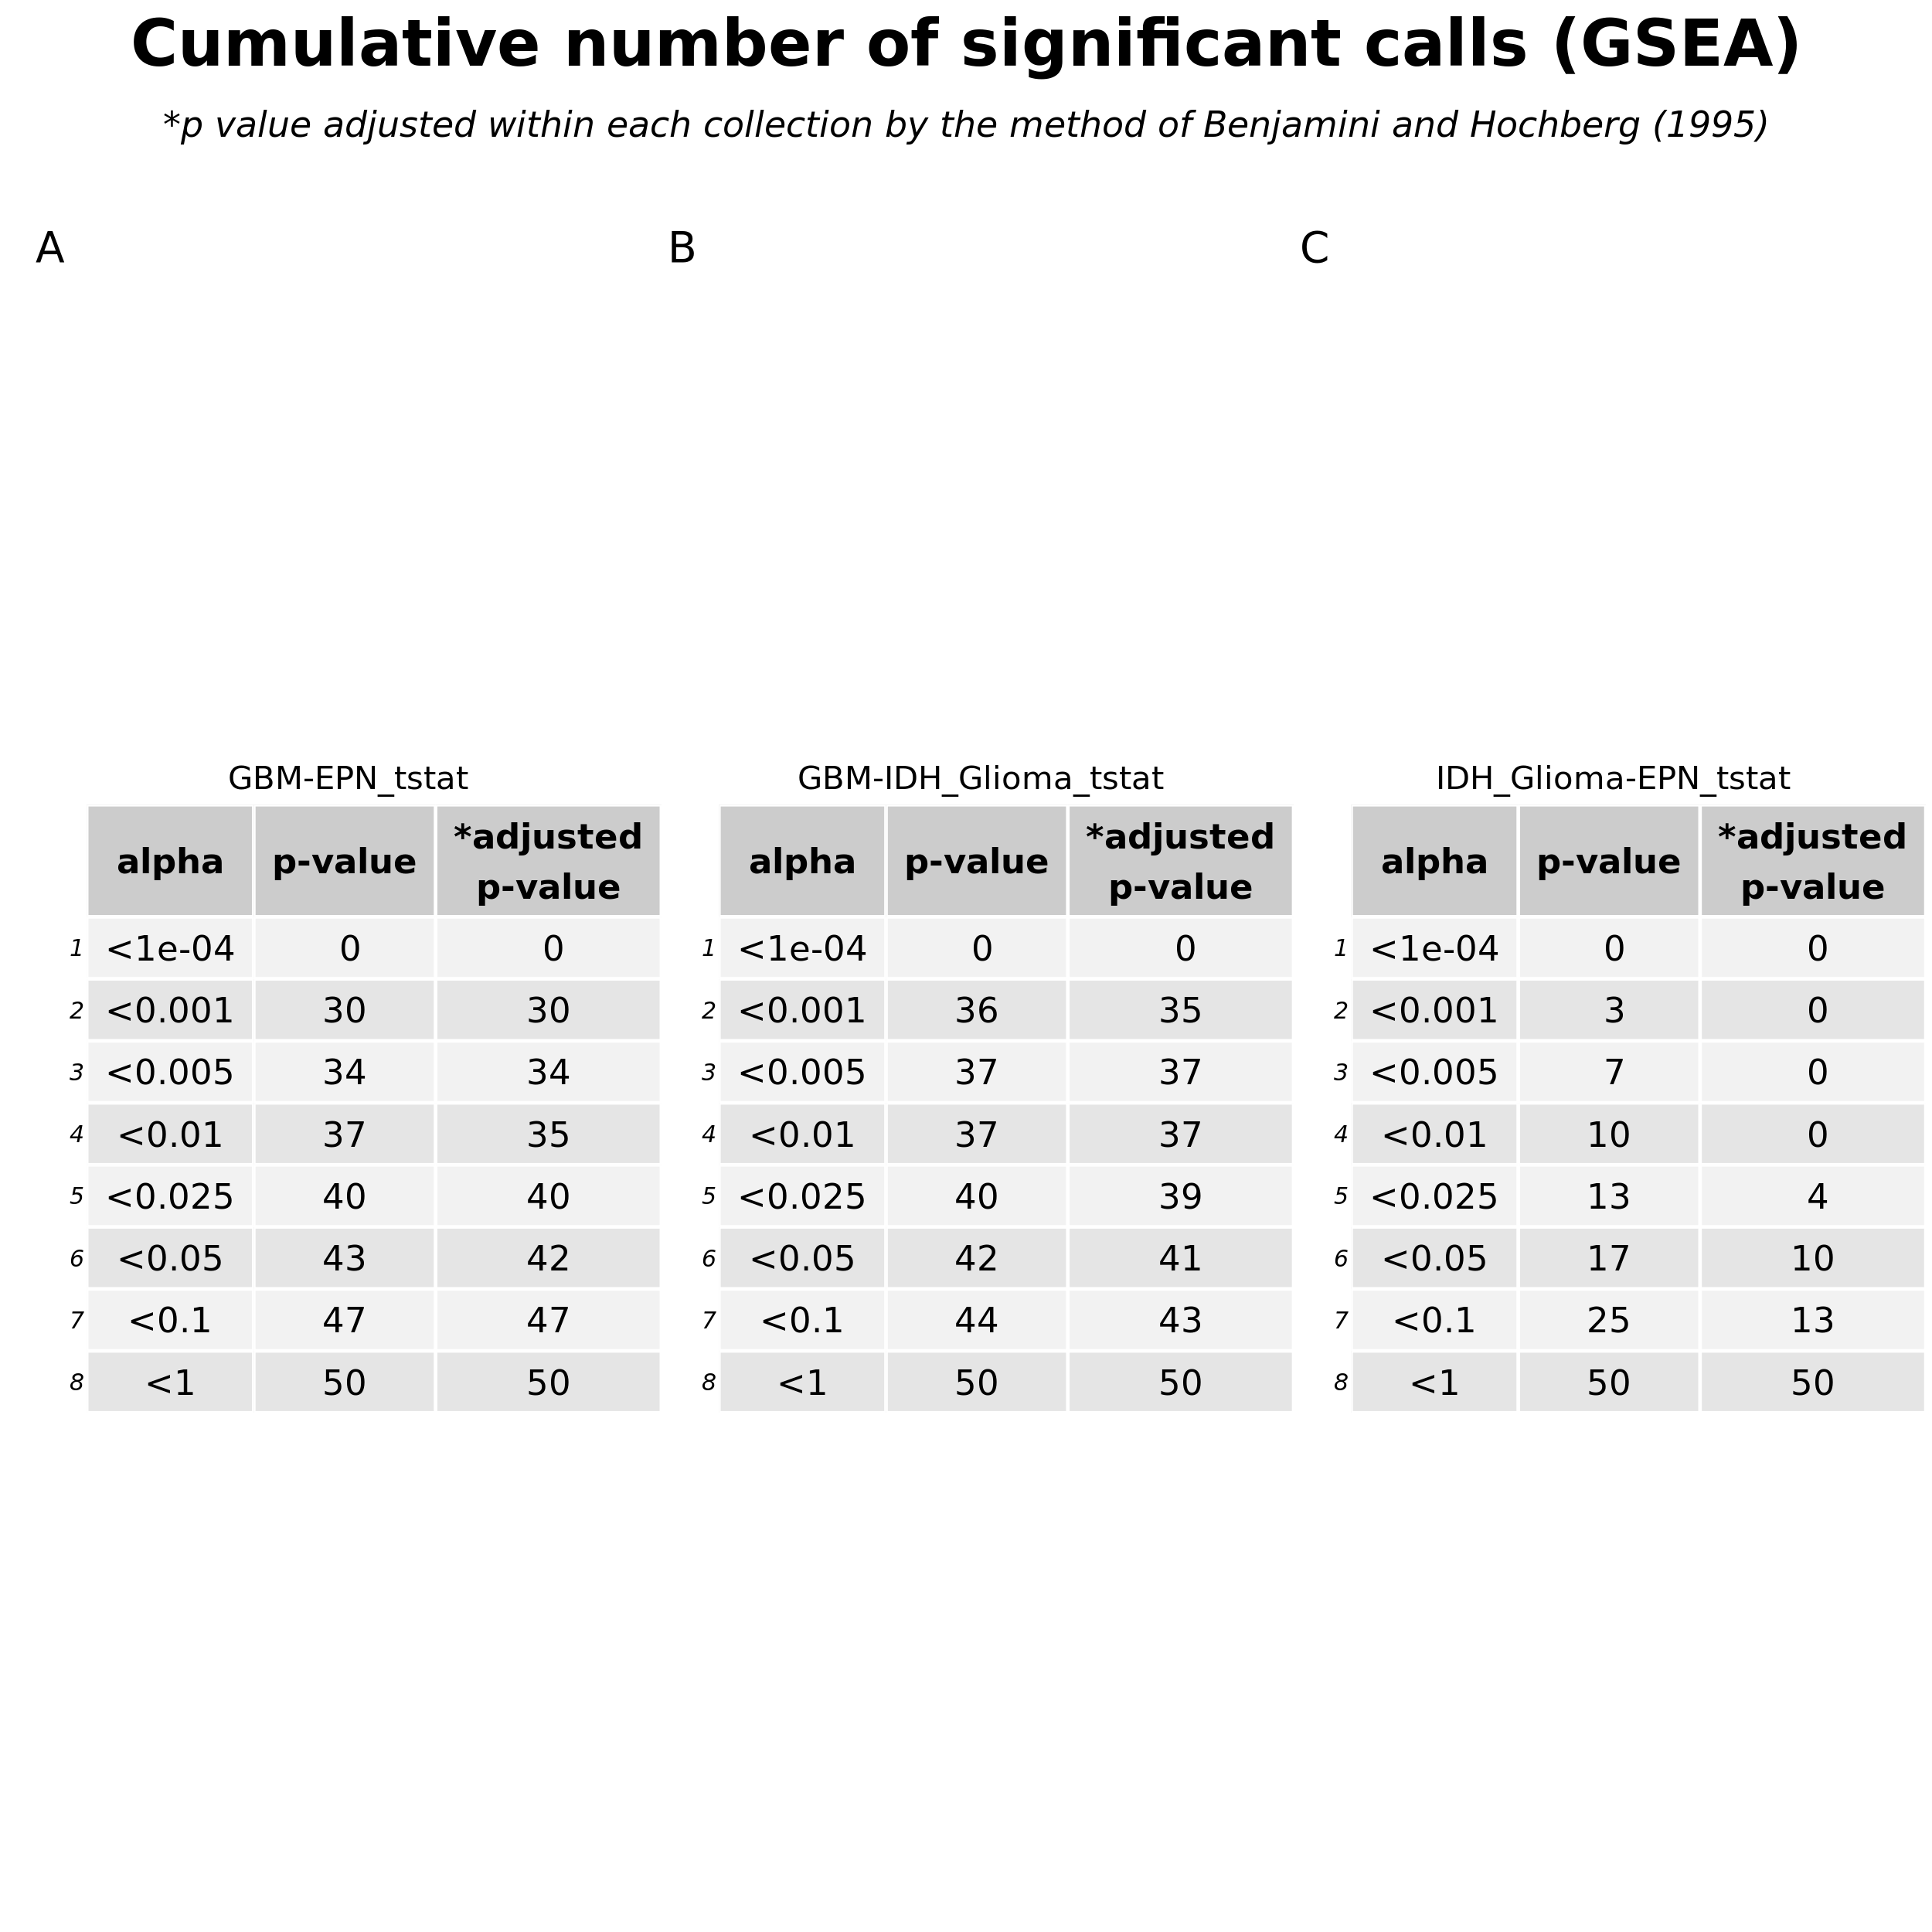 Cumulative number of significant calls (GSEA)
*p value adjusted within each collection by the method of Benjamini and Hochberg (1995)
A
B
C
GBM-EPN_tstat
alpha p-value *adjusted p-value
1 <1e-04 0 0
2 <0.001 30 30
3 <0.005 34 34
4 <0.01 37 35
5 <0.025 40 40
6 <0.05 43 42
7 <0.1 47 47
8 <1 50 50
GBM-IDH_Glioma_tstat
alpha p-value *adjusted p-value
1 <1e-04 0 0
2 <0.001 36 35
3 <0.005 37 37
4 <0.01 37 37
5 <0.025 40 39
6 <0.05 42 41
7 <0.1 44 43
8 <1 50 50
IDH_Glioma-EPN_tstat
alpha p-value *adjusted p-value
1 <1e-04 0 0
2 <0.001 3 0
3 <0.005 7 0
4 <0.01 10 0
5 <0.025 13 4
6 <0.05 17 10
7 <0.1 25 13
8 <1 50 50